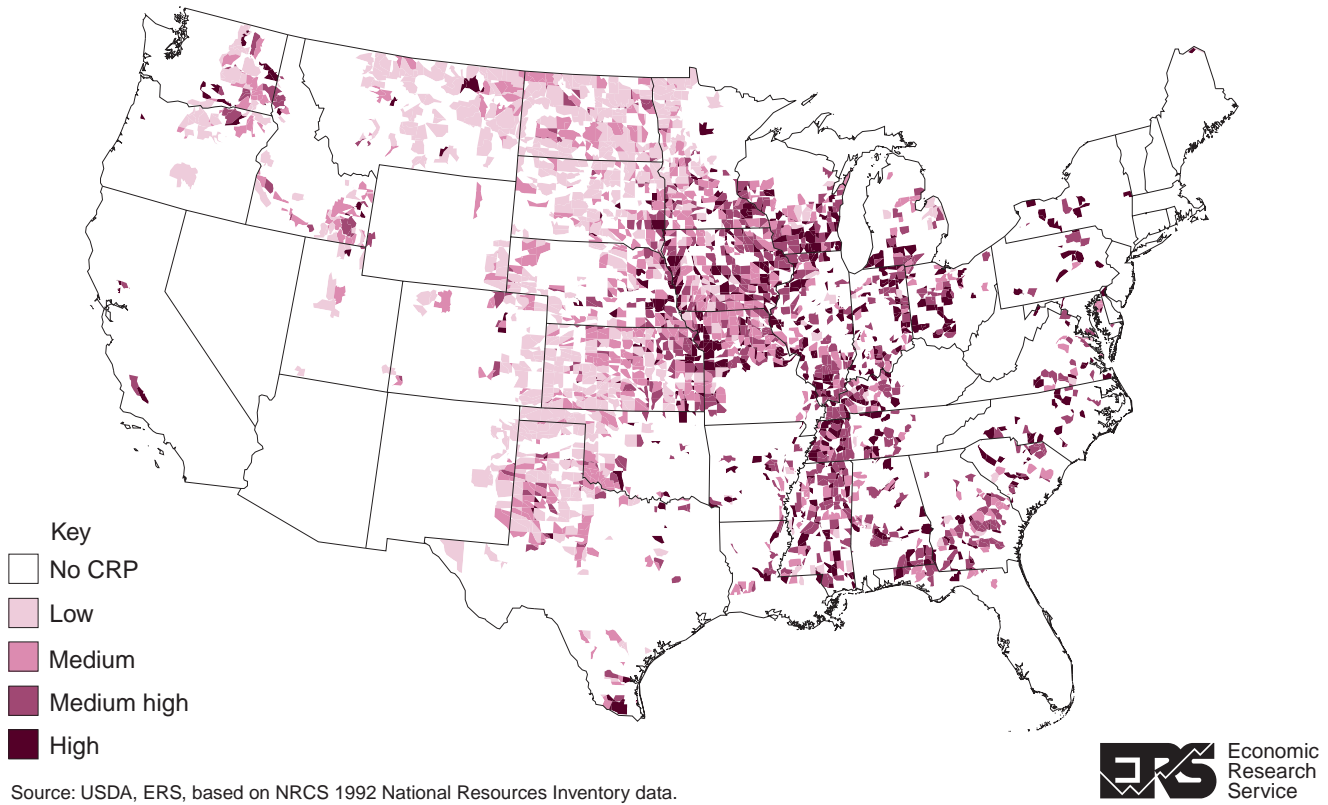 Key
No CRP
Low
Medium
Medium high
High
ERS
Economic
Research
Service
Source: USDA, ERS, based on NRCS 1992 National Resources Inventory data.